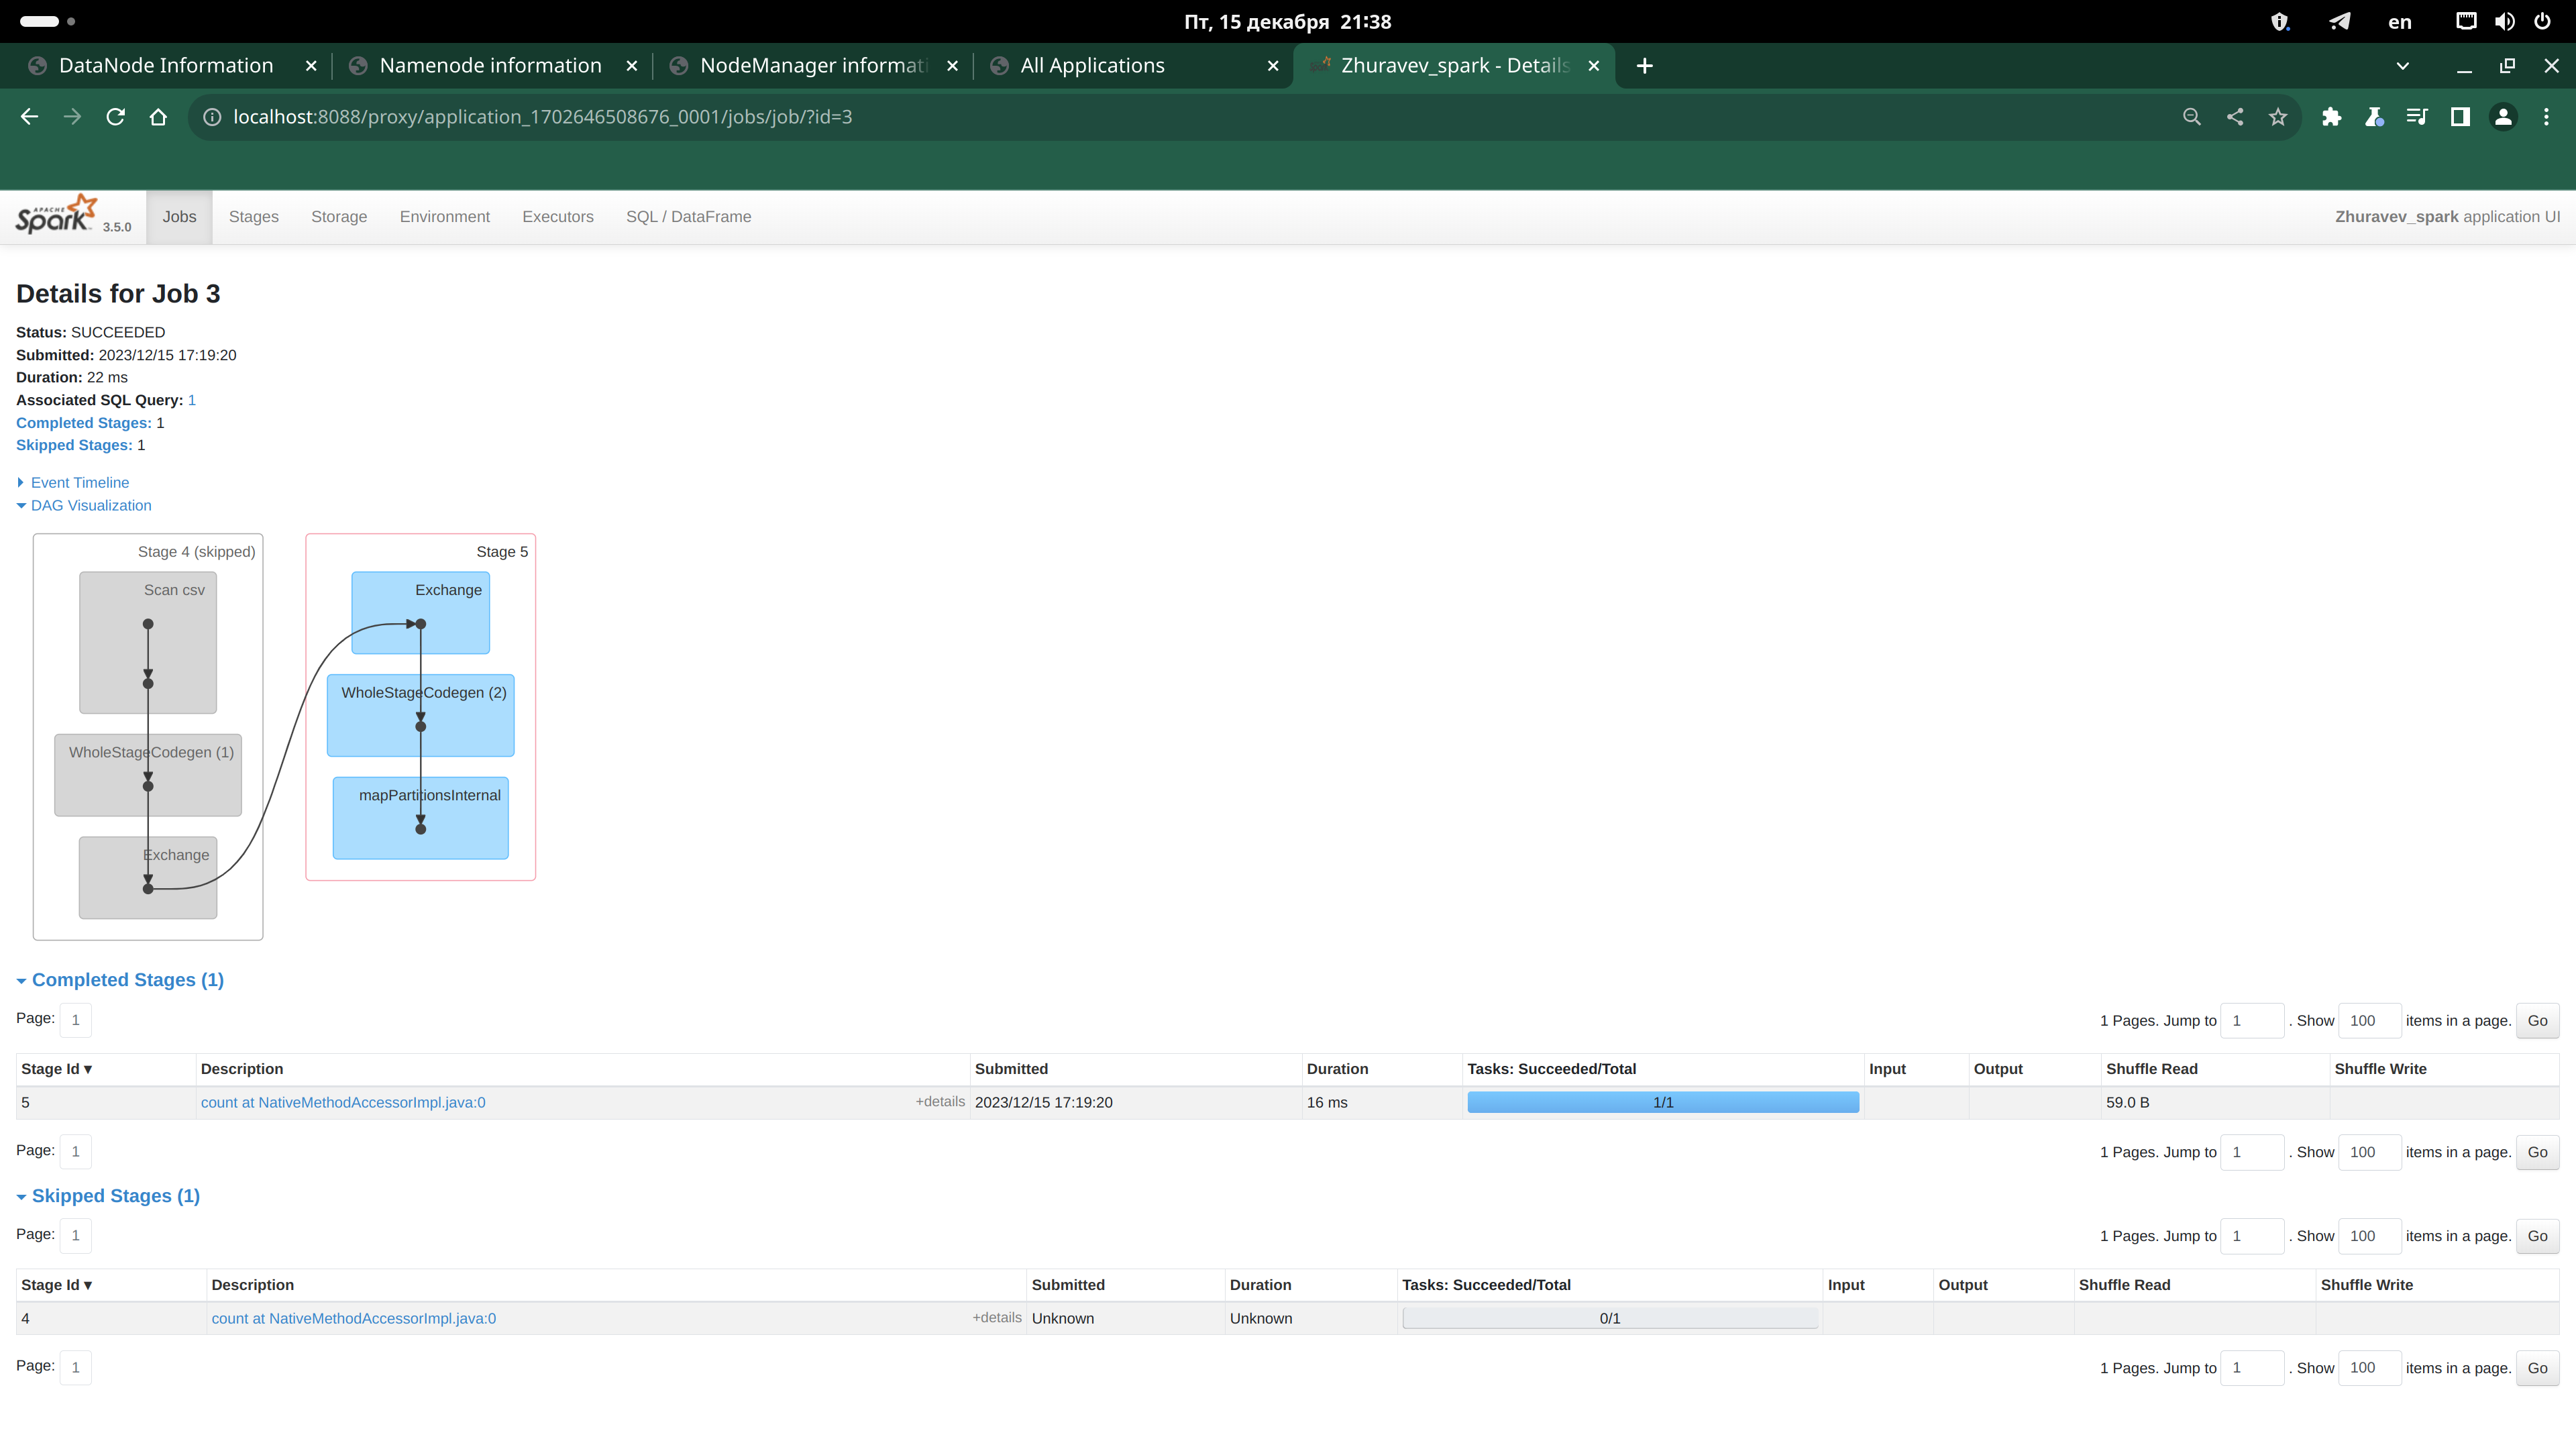 Пт, 15 декабря 21:38
en
DataNode Information
Namenode information
NodeManager informati
All Applications
Zhuravev_spark - Details
localhost:8088/proxy/application_1702646508676_0001/jobs/job/?id=3
APACHE Spark 3.5.0
Jobs Stages Storage Environment Executors SQL / DataFrame
Zhuravev_spark application UI
Details for Job 3
Status: SUCCEEDED
Submitted: 2023/12/15 17:19:20
Duration: 22 ms
Associated SQL Query: 1
Completed Stages: 1
Skipped Stages: 1
Event Timeline
DAG Visualization
Stage 4 (skipped)
Scan csv
WholeStageCodegen (1)
Exchange
Stage 5
Exchange
WholeStageCodegen (2)
mapPartitionsInternal
Completed Stages (1)
Page: 1
1 Pages. Jump to 1 . Show 100 items in a page. Go
Stage Id ▾ Description Submitted Duration Tasks: Succeeded/Total Input Output Shuffle Read Shuffle Write
5 count at NativeMethodAccessorImpl.java:0 +details 2023/12/15 17:19:20 16 ms 1/1 59.0 B
Page: 1
1 Pages. Jump to 1 . Show 100 items in a page. Go
Skipped Stages (1)
Page: 1
1 Pages. Jump to 1 . Show 100 items in a page. Go
Stage Id ▾ Description Submitted Duration Tasks: Succeeded/Total Input Output Shuffle Read Shuffle Write
4 count at NativeMethodAccessorImpl.java:0 +details Unknown Unknown 0/1
Page: 1
1 Pages. Jump to 1 . Show 100 items in a page. Go